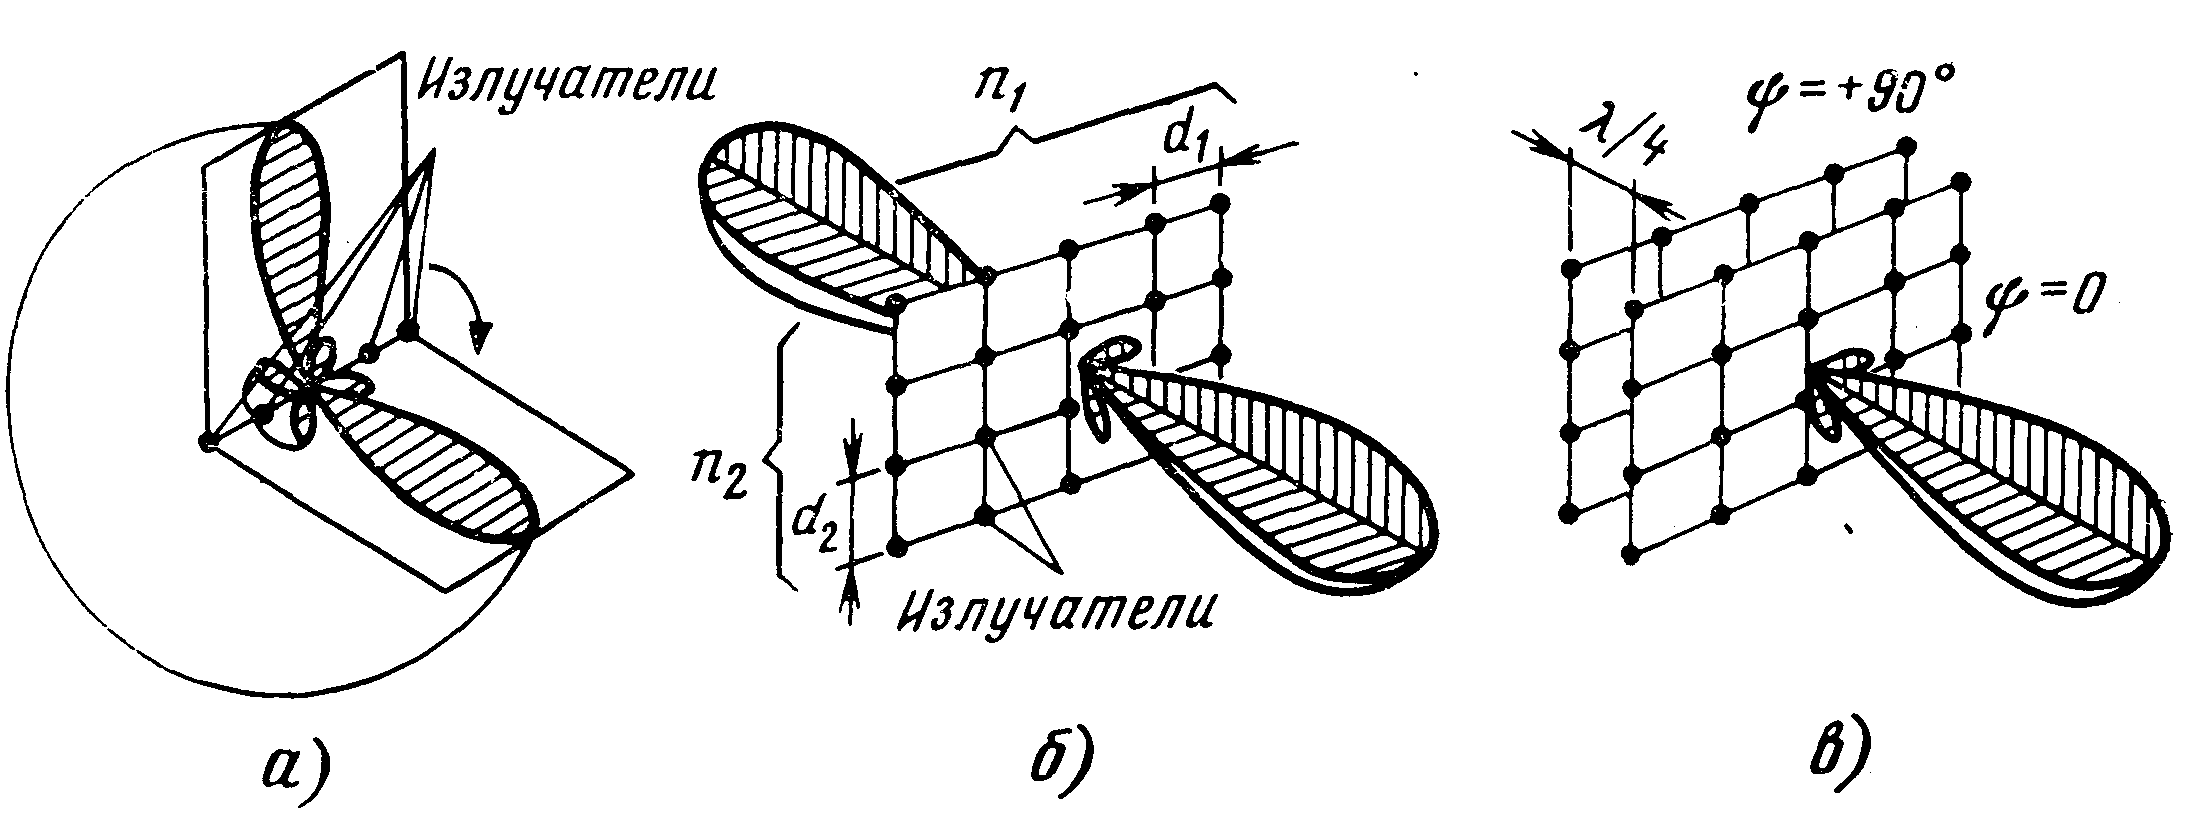 Излучатели
а)
n₁
d₁
n₂
d₂
Излучатели
б)
λ/4
ψ = +90°
ψ = 0
в)